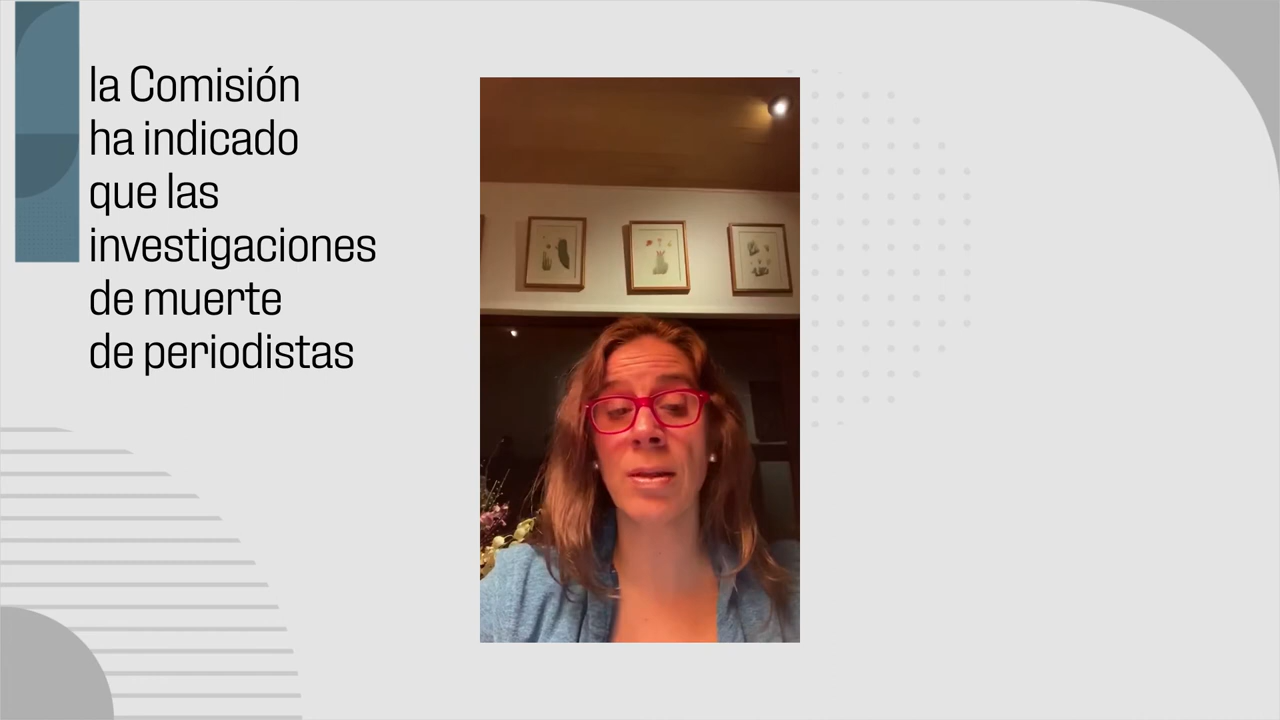 la Comisión
ha indicado
que las
investigaciones
de muerte
de periodistas